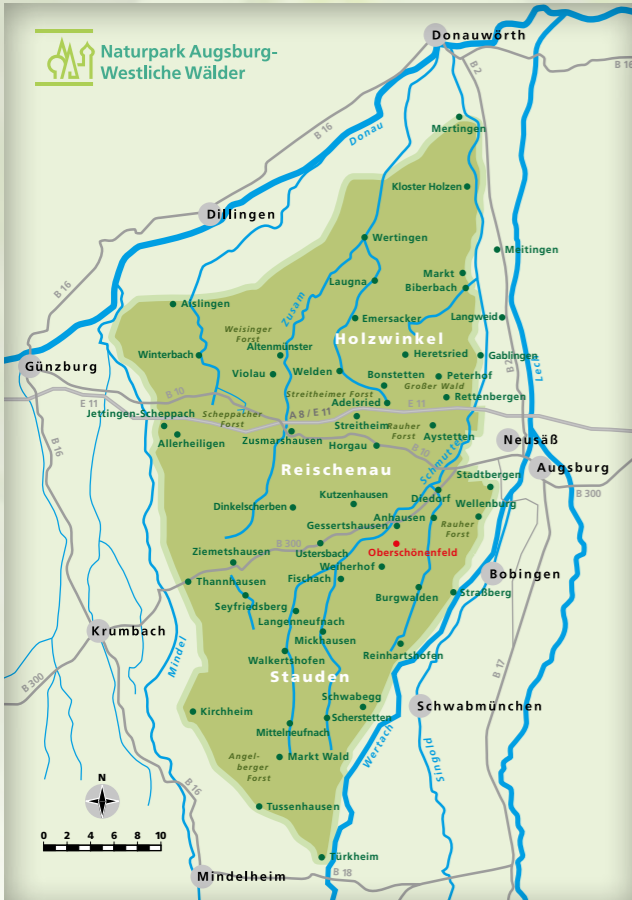 Naturpark Augsburg-
Westliche Wälder
Donauwörth
B 2
B 16
B 16
Donau
Mertingen
Kloster Holzen
Dillingen
Wertingen
Meitingen
B 16
Laugna
Markt
Biberbach
Zusam
Aislingen
Emersacker
Langweid
Weisinger
Forst
Holzwinkel
Altenmünster
Winterbach
Heretsried
Gablingen
Lech
B 2
Günzburg
Violau
Welden
Bonstetten
Peterhof
Großer Wald
Streitheimer Forst
Rettenbergen
B 10
E 11
Adelsried
E 11
Jettingen-Scheppach
Scheppacher
Forst
A 8 / E 11
Streitheim
Rauher
Forst
Aystetten
Allerheiligen
Zusmarshausen
Horgau
B 10
Neusäß
B 16
Reischenau
Schmutter
Augsburg
Stadtbergen
Diedorf
B 300
Kutzenhausen
Wellenburg
Dinkelscherben
Anhausen
Gessertshausen
Rauher
Forst
B 300
Ziemetshausen
Ustersbach
Oberschönenfeld
Weiherhof
Bobingen
Thannhausen
Fischach
Burgwalden
Straßberg
Seyfriedsberg
Langenneufnach
Krumbach
Mickhausen
Mindel
Walkertshofen
Reinhartshofen
B 17
B 300
Stauden
Schwabegg
Kirchheim
Scherstetten
Schwabmünchen
Mittelneufnach
Wertach
Singold
Angel-
berger
Forst
Markt Wald
N
B 16
Tussenhausen
0 2 4 6 8 10
Türkheim
Mindelheim
B 18